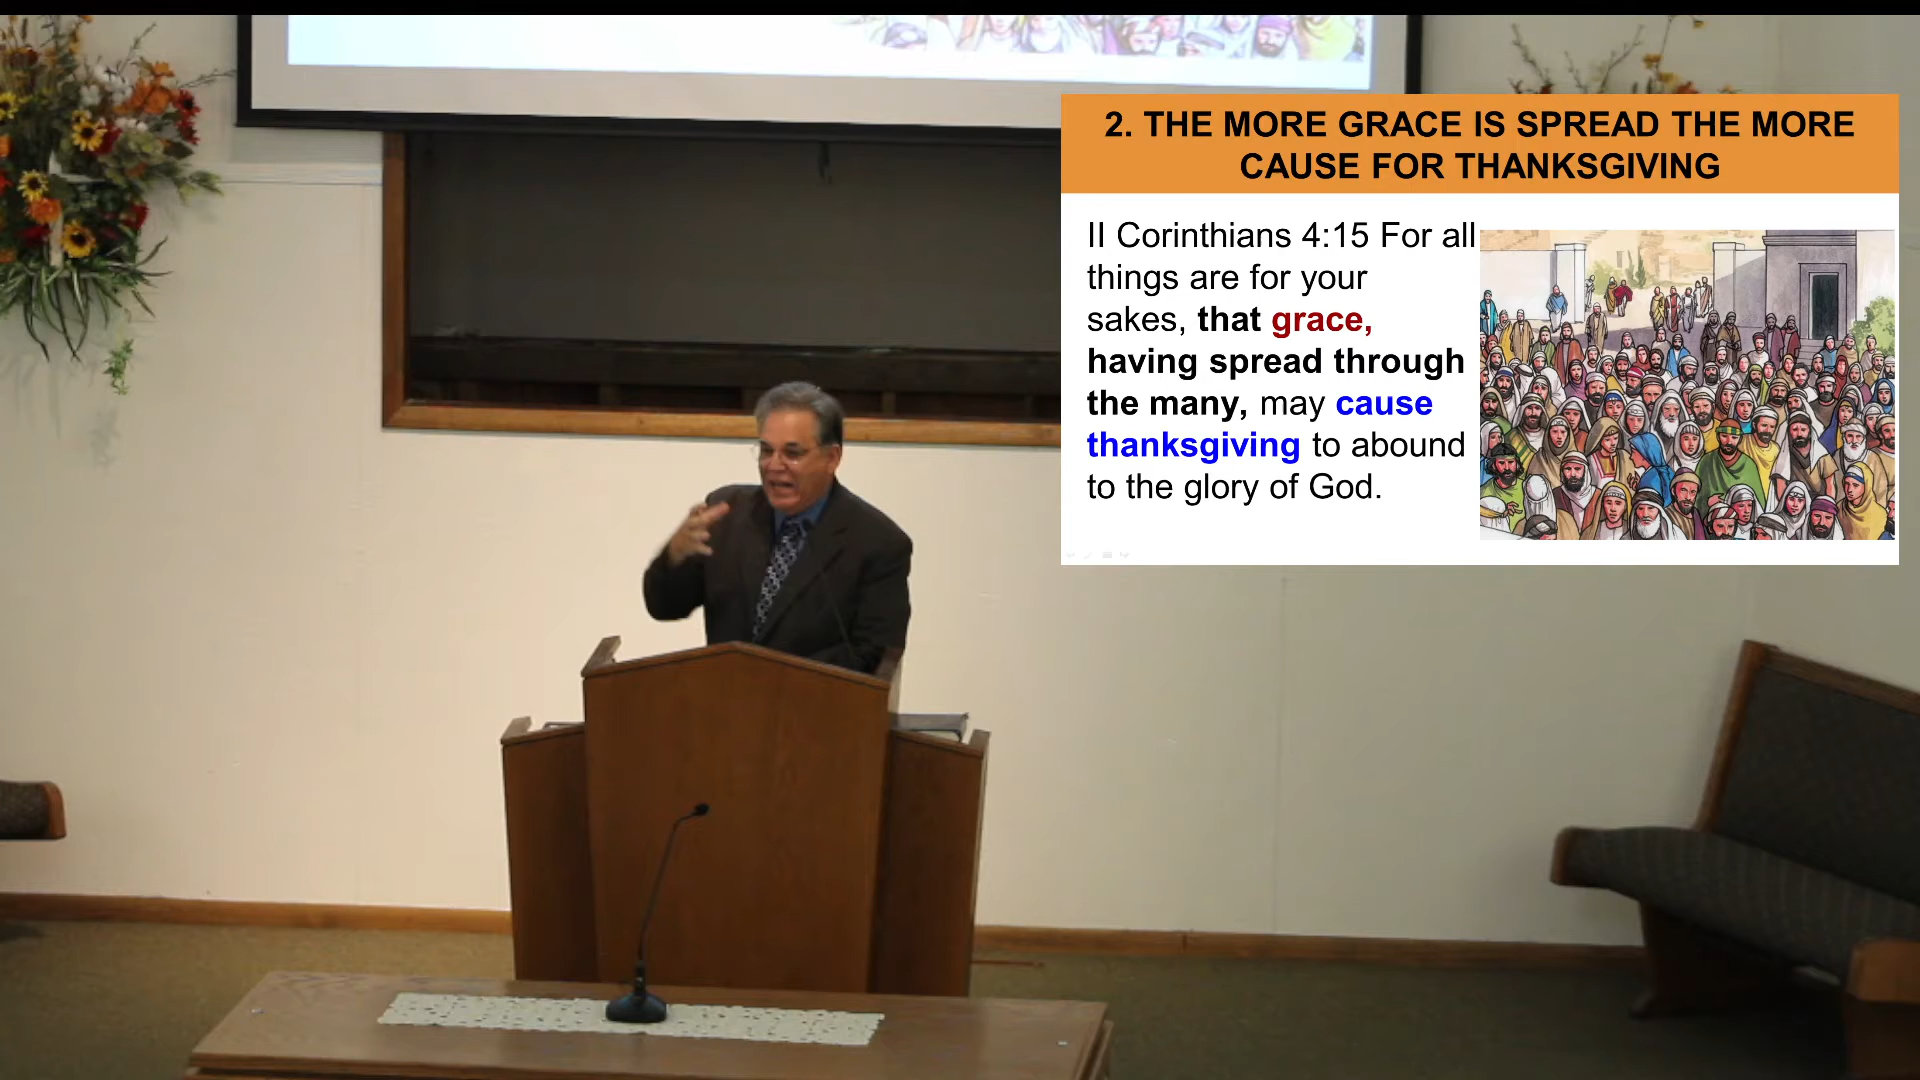 2. THE MORE GRACE IS SPREAD THE MORE
CAUSE FOR THANKSGIVING
II Corinthians 4:15 For all
things are for your
sakes, that grace,
having spread through
the many, may cause
thanksgiving to abound
to the glory of God.